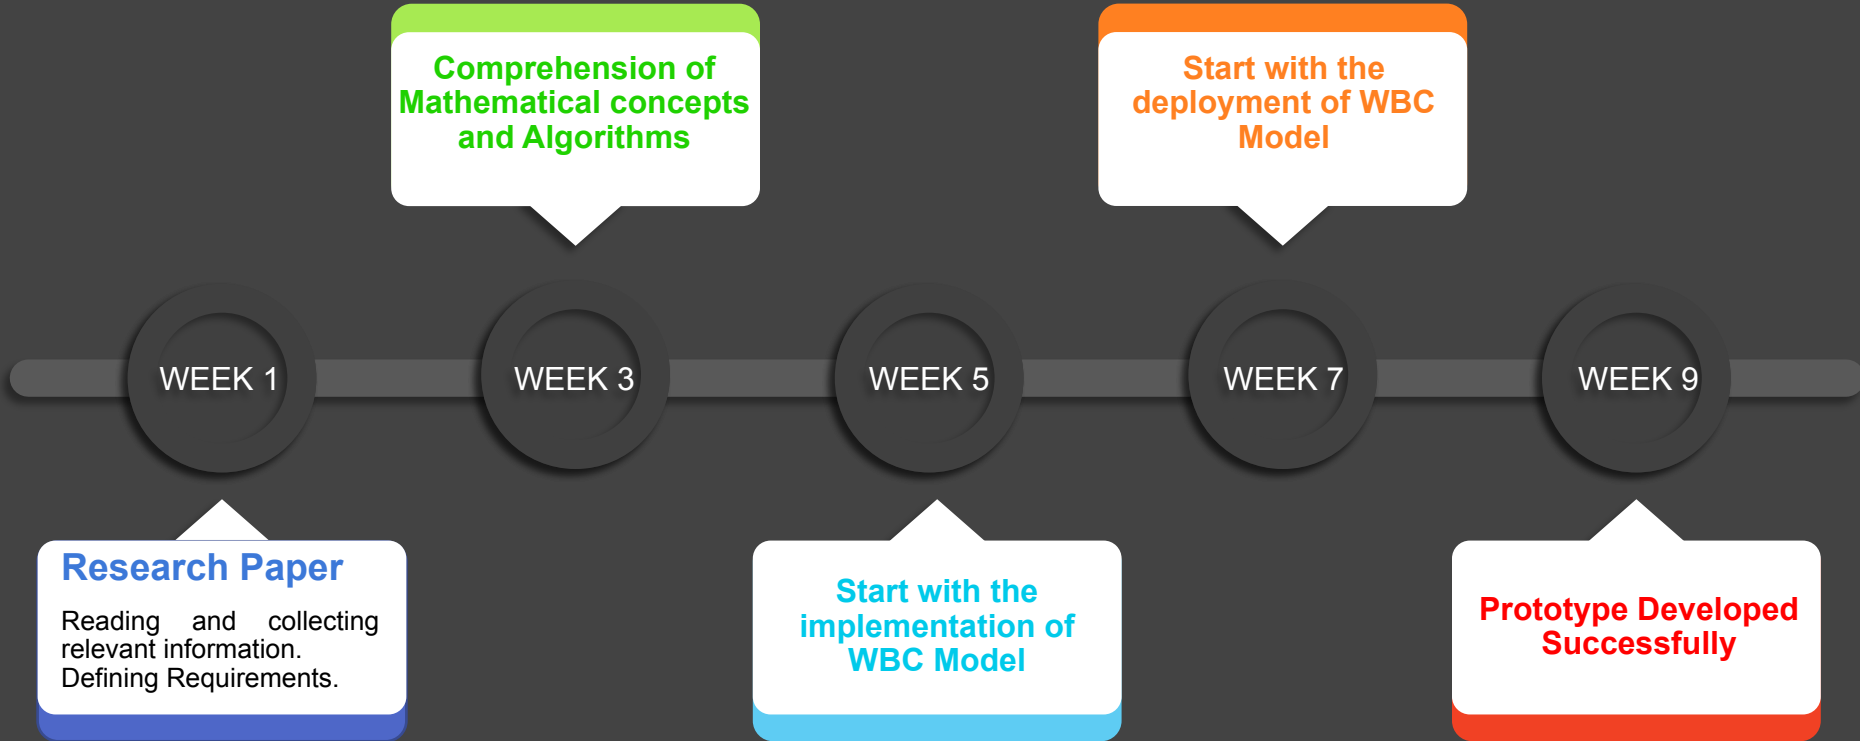 Comprehension of
Mathematical concepts
and Algorithms
Start with the
deployment of WBC
Model
WEEK 1
WEEK 3
WEEK 5
WEEK 7
WEEK 9
Research Paper
Reading and collecting
relevant information.
Defining Requirements.
Start with the
implementation of
WBC Model
Prototype Developed
Successfully